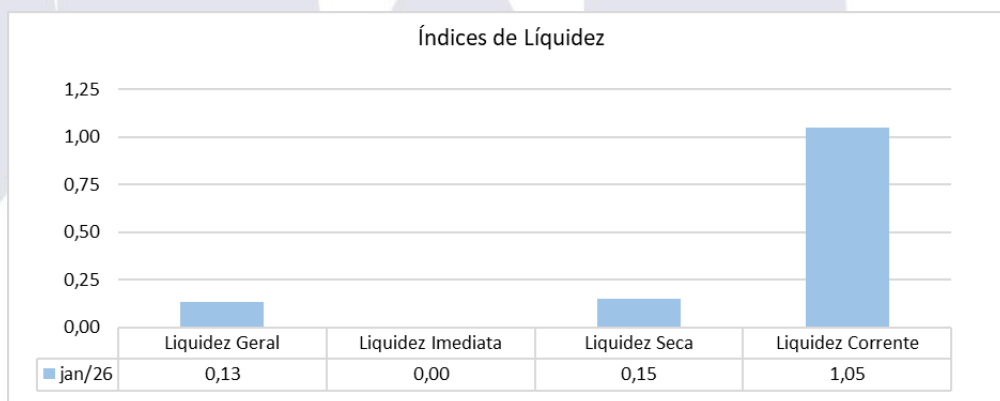 Índices de Líquidez
1,25
1,00
0,75
0,50
0,25
0,00
Liquidez Geral Liquidez Imediata Liquidez Seca Liquidez Corrente
jan/26 0,13 0,00 0,15 1,05